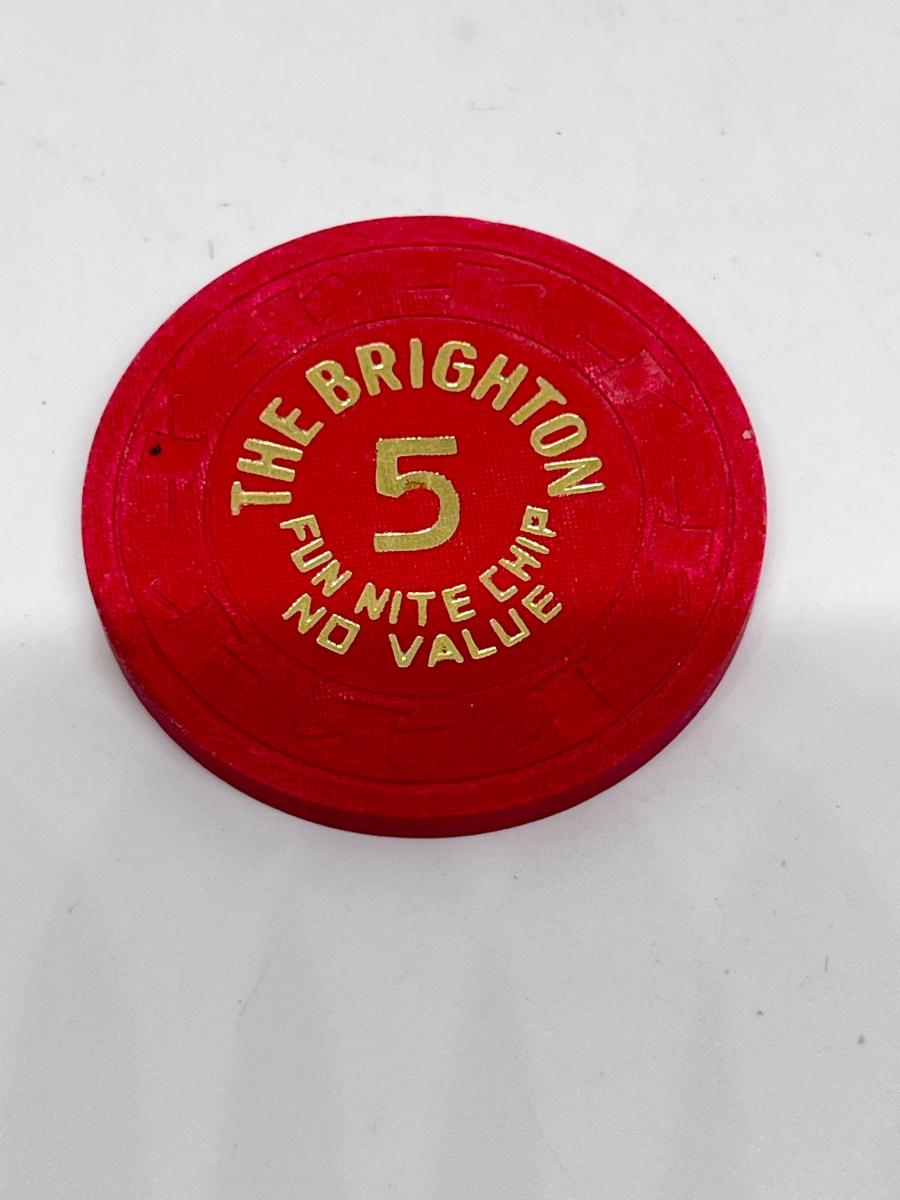 THE BRIGHTON
5
FUN NITE CHIP
NO VALUE